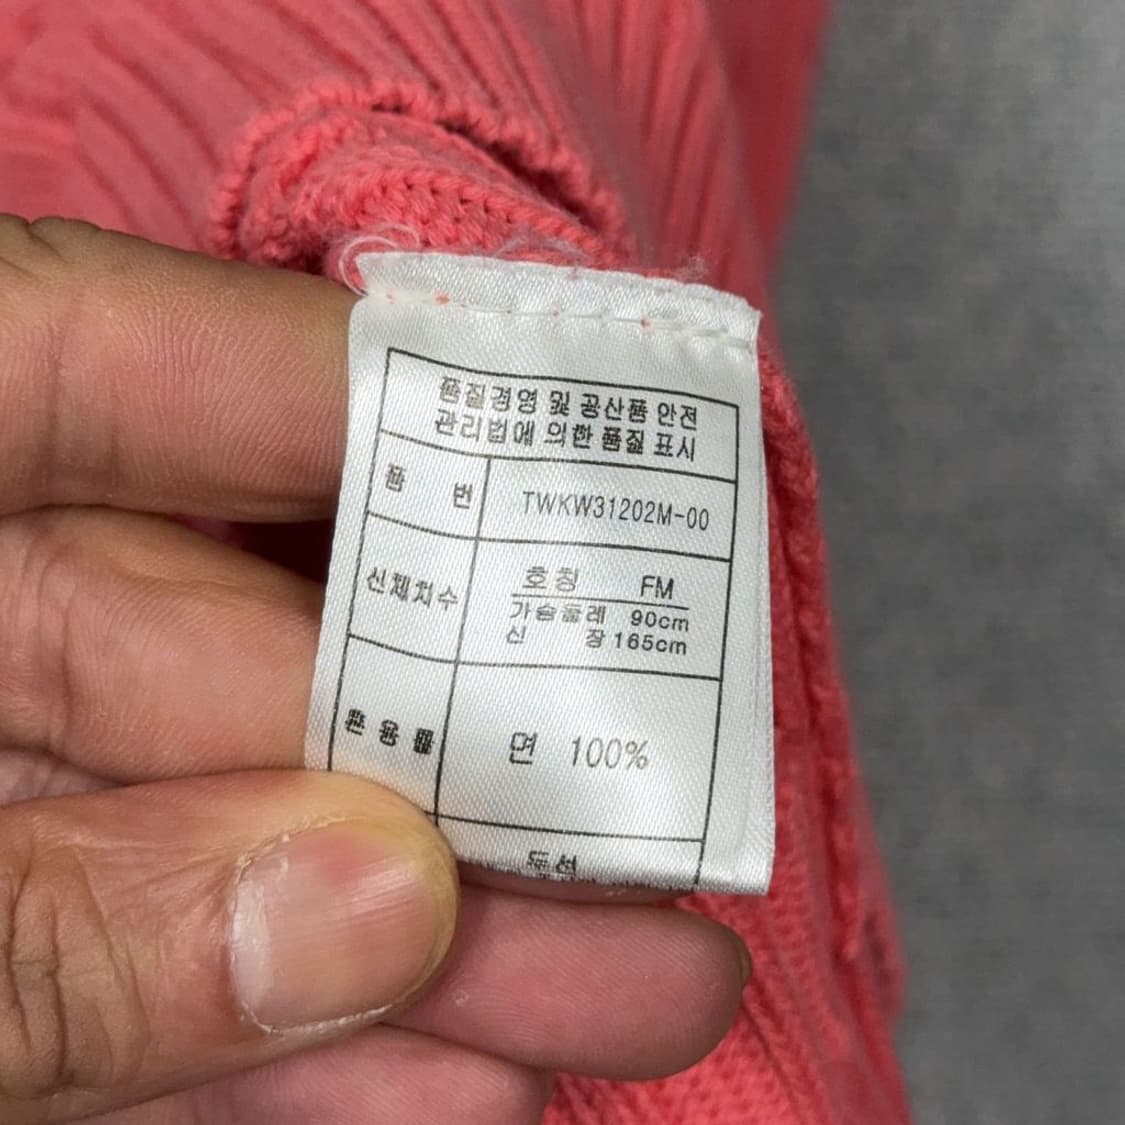 품질경영 및 공산품 안전
관리법에 의한 품질 표시
품 번 TWKW31202M-00
신체치수 호칭 FM
가슴둘레 90cm
신 장 165cm
혼용률 면 100%